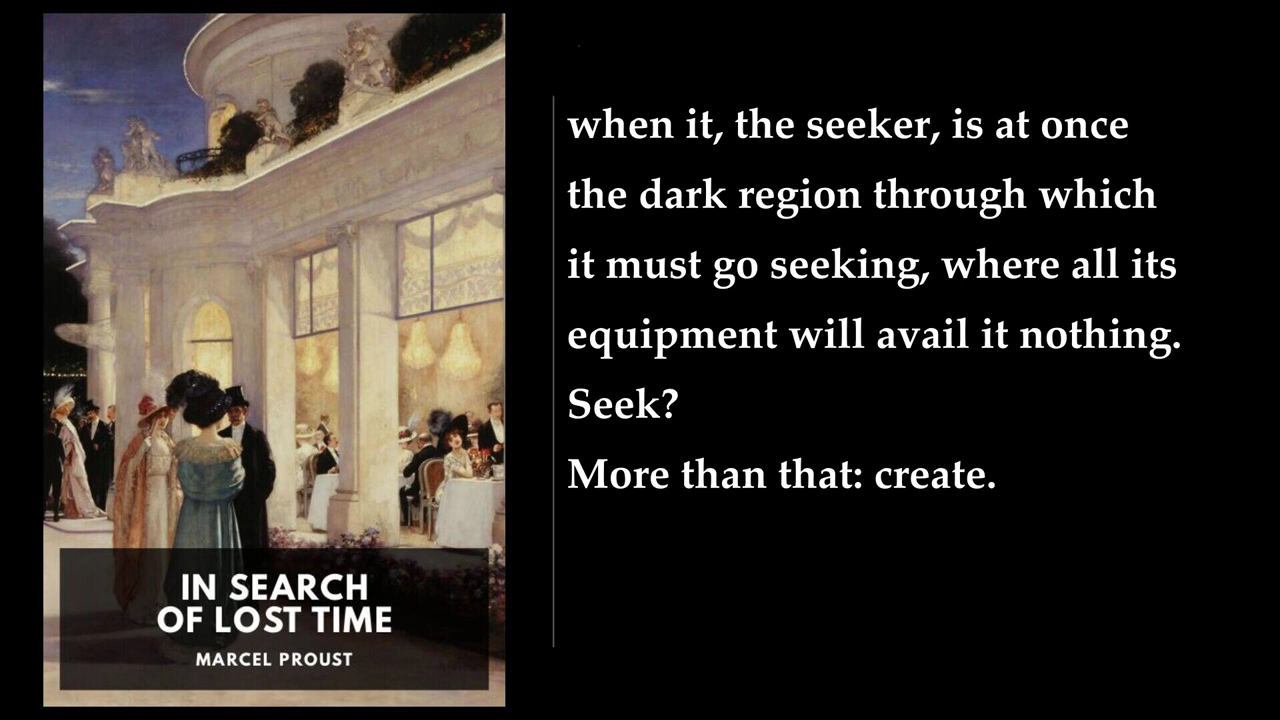 IN SEARCH
OF LOST TIME
MARCEL PROUST
when it, the seeker, is at once
the dark region through which
it must go seeking, where all its
equipment will avail it nothing.
Seek?
More than that: create.